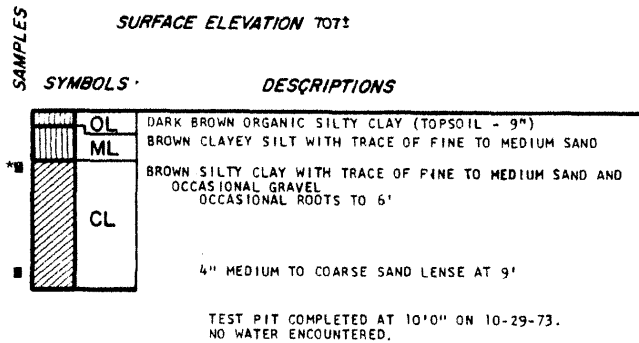 SURFACE ELEVATION 707±
SAMPLES
SYMBOLS
DESCRIPTIONS
OL
DARK BROWN ORGANIC SILTY CLAY (TOPSOIL - 9")
ML
BROWN CLAYEY SILT WITH TRACE OF FINE TO MEDIUM SAND
*
BROWN SILTY CLAY WITH TRACE OF FINE TO MEDIUM SAND AND
OCCASIONAL GRAVEL
OCCASIONAL ROOTS TO 6'
CL
4" MEDIUM TO COARSE SAND LENSE AT 9'
TEST PIT COMPLETED AT 10'0" ON 10-29-73.
NO WATER ENCOUNTERED.